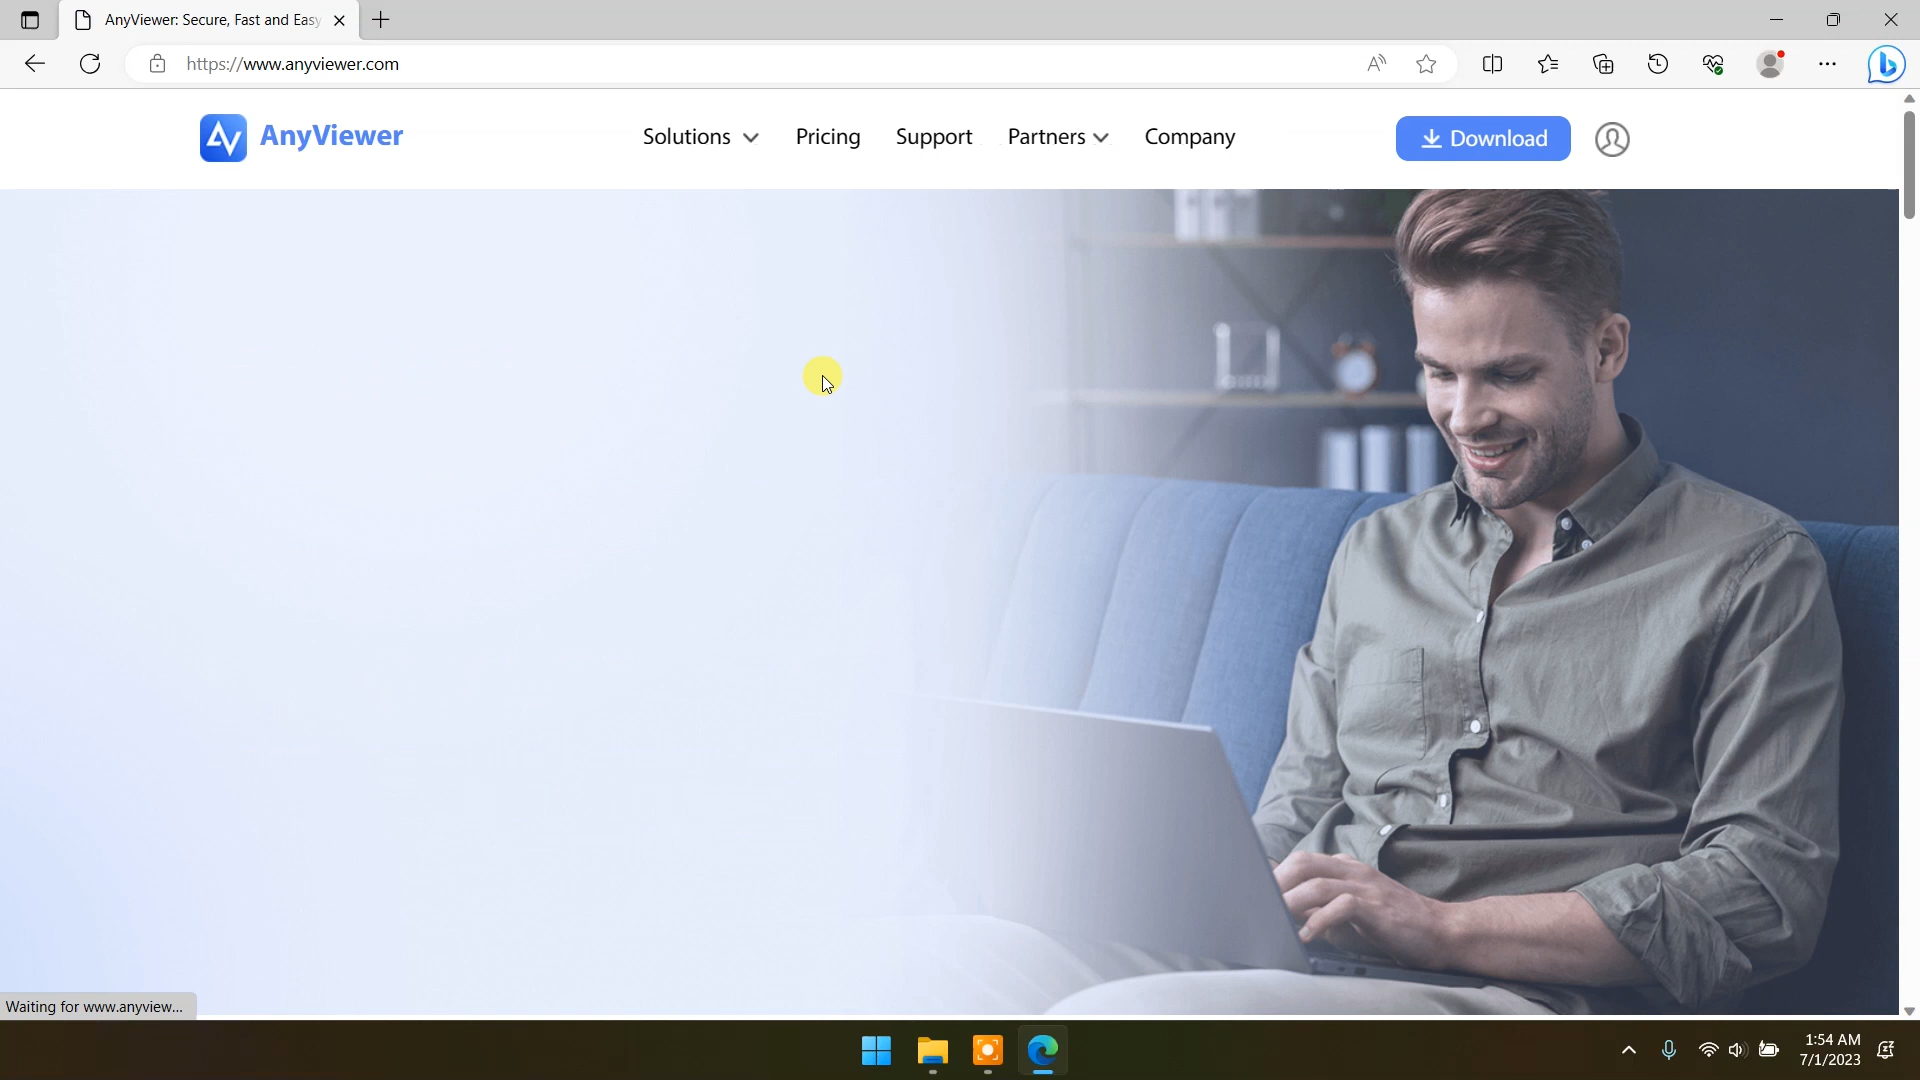 AnyViewer: Secure, Fast and Easy
https://www.anyviewer.com
AnyViewer
Solutions
Pricing
Support
Partners
Company
Download
Waiting for www.anyview...
1:54 AM
7/1/2023